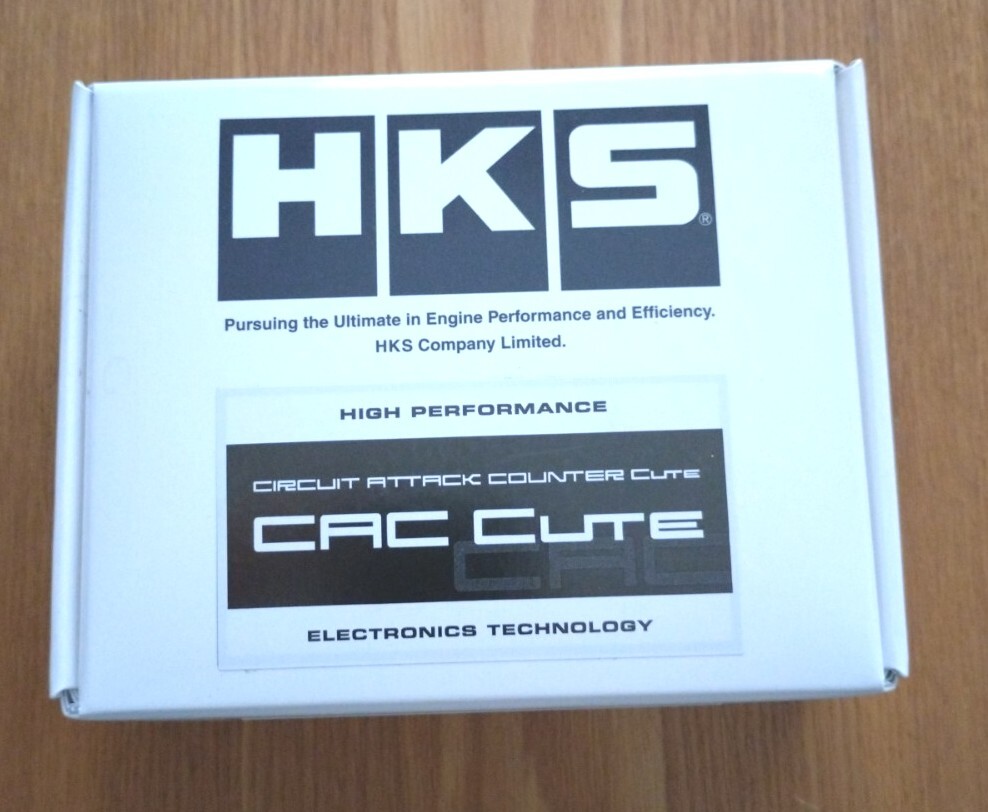 HKS®
Pursuing the Ultimate in Engine Performance and Efficiency.
HKS Company Limited.
HIGH PERFORMANCE
CIRCUIT ATTACK COUNTER CUTE
CAC CUTE
CAC
ELECTRONICS TECHNOLOGY